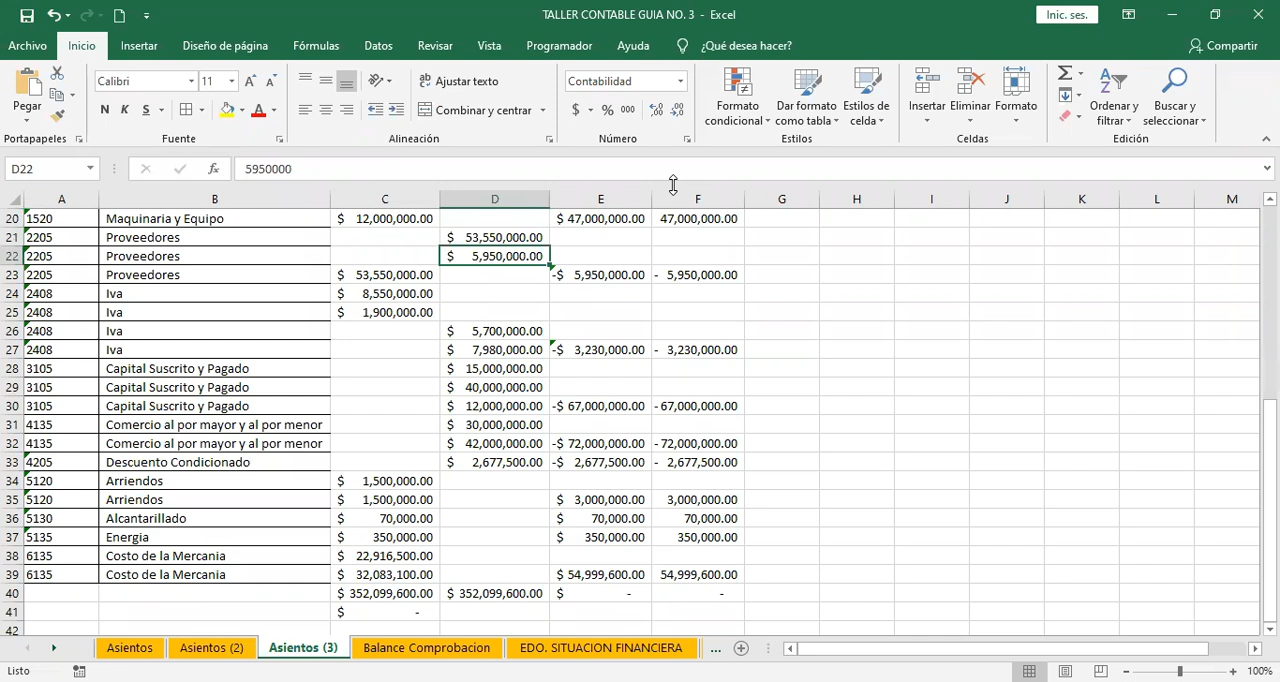 TALLER CONTABLE GUIA NO. 3 - Excel
Inic. ses.
Archivo Inicio Insertar Diseño de página Fórmulas Datos Revisar Vista Programador Ayuda ¿Qué desea hacer? Compartir
Pegar
Calibri 11
N K S
Ajustar texto
Combinar y centrar
Contabilidad
$ % 000
Formato condicional
Dar formato como tabla
Estilos de celda
Insertar Eliminar Formato
Ordenar y filtrar
Buscar y seleccionar
Portapapeles Fuente Alineación Número Estilos Celdas Edición
D22 fx 5950000
A B C D E F G H I J K L M
20 1520 Maquinaria y Equipo $ 12,000,000.00 $ 47,000,000.00 47,000,000.00
21 2205 Proveedores $ 53,550,000.00
22 2205 Proveedores $ 5,950,000.00
23 2205 Proveedores $ 53,550,000.00 -$ 5,950,000.00 - 5,950,000.00
24 2408 Iva $ 8,550,000.00
25 2408 Iva $ 1,900,000.00
26 2408 Iva $ 5,700,000.00
27 2408 Iva $ 7,980,000.00 -$ 3,230,000.00 - 3,230,000.00
28 3105 Capital Suscrito y Pagado $ 15,000,000.00
29 3105 Capital Suscrito y Pagado $ 40,000,000.00
30 3105 Capital Suscrito y Pagado $ 12,000,000.00 -$ 67,000,000.00 - 67,000,000.00
31 4135 Comercio al por mayor y al por menor $ 30,000,000.00
32 4135 Comercio al por mayor y al por menor $ 42,000,000.00 -$ 72,000,000.00 - 72,000,000.00
33 4205 Descuento Condicionado $ 2,677,500.00 -$ 2,677,500.00 - 2,677,500.00
34 5120 Arriendos $ 1,500,000.00
35 5120 Arriendos $ 1,500,000.00 $ 3,000,000.00 3,000,000.00
36 5130 Alcantarillado $ 70,000.00 $ 70,000.00 70,000.00
37 5135 Energia $ 350,000.00 $ 350,000.00 350,000.00
38 6135 Costo de la Mercania $ 22,916,500.00
39 6135 Costo de la Mercania $ 32,083,100.00 $ 54,999,600.00 54,999,600.00
40 $ 352,099,600.00 $ 352,099,600.00 $ - -
41 $ -
42
Asientos Asientos (2) Asientos (3) Balance Comprobacion EDO. SITUACION FINANCIERA ...
Listo 100%